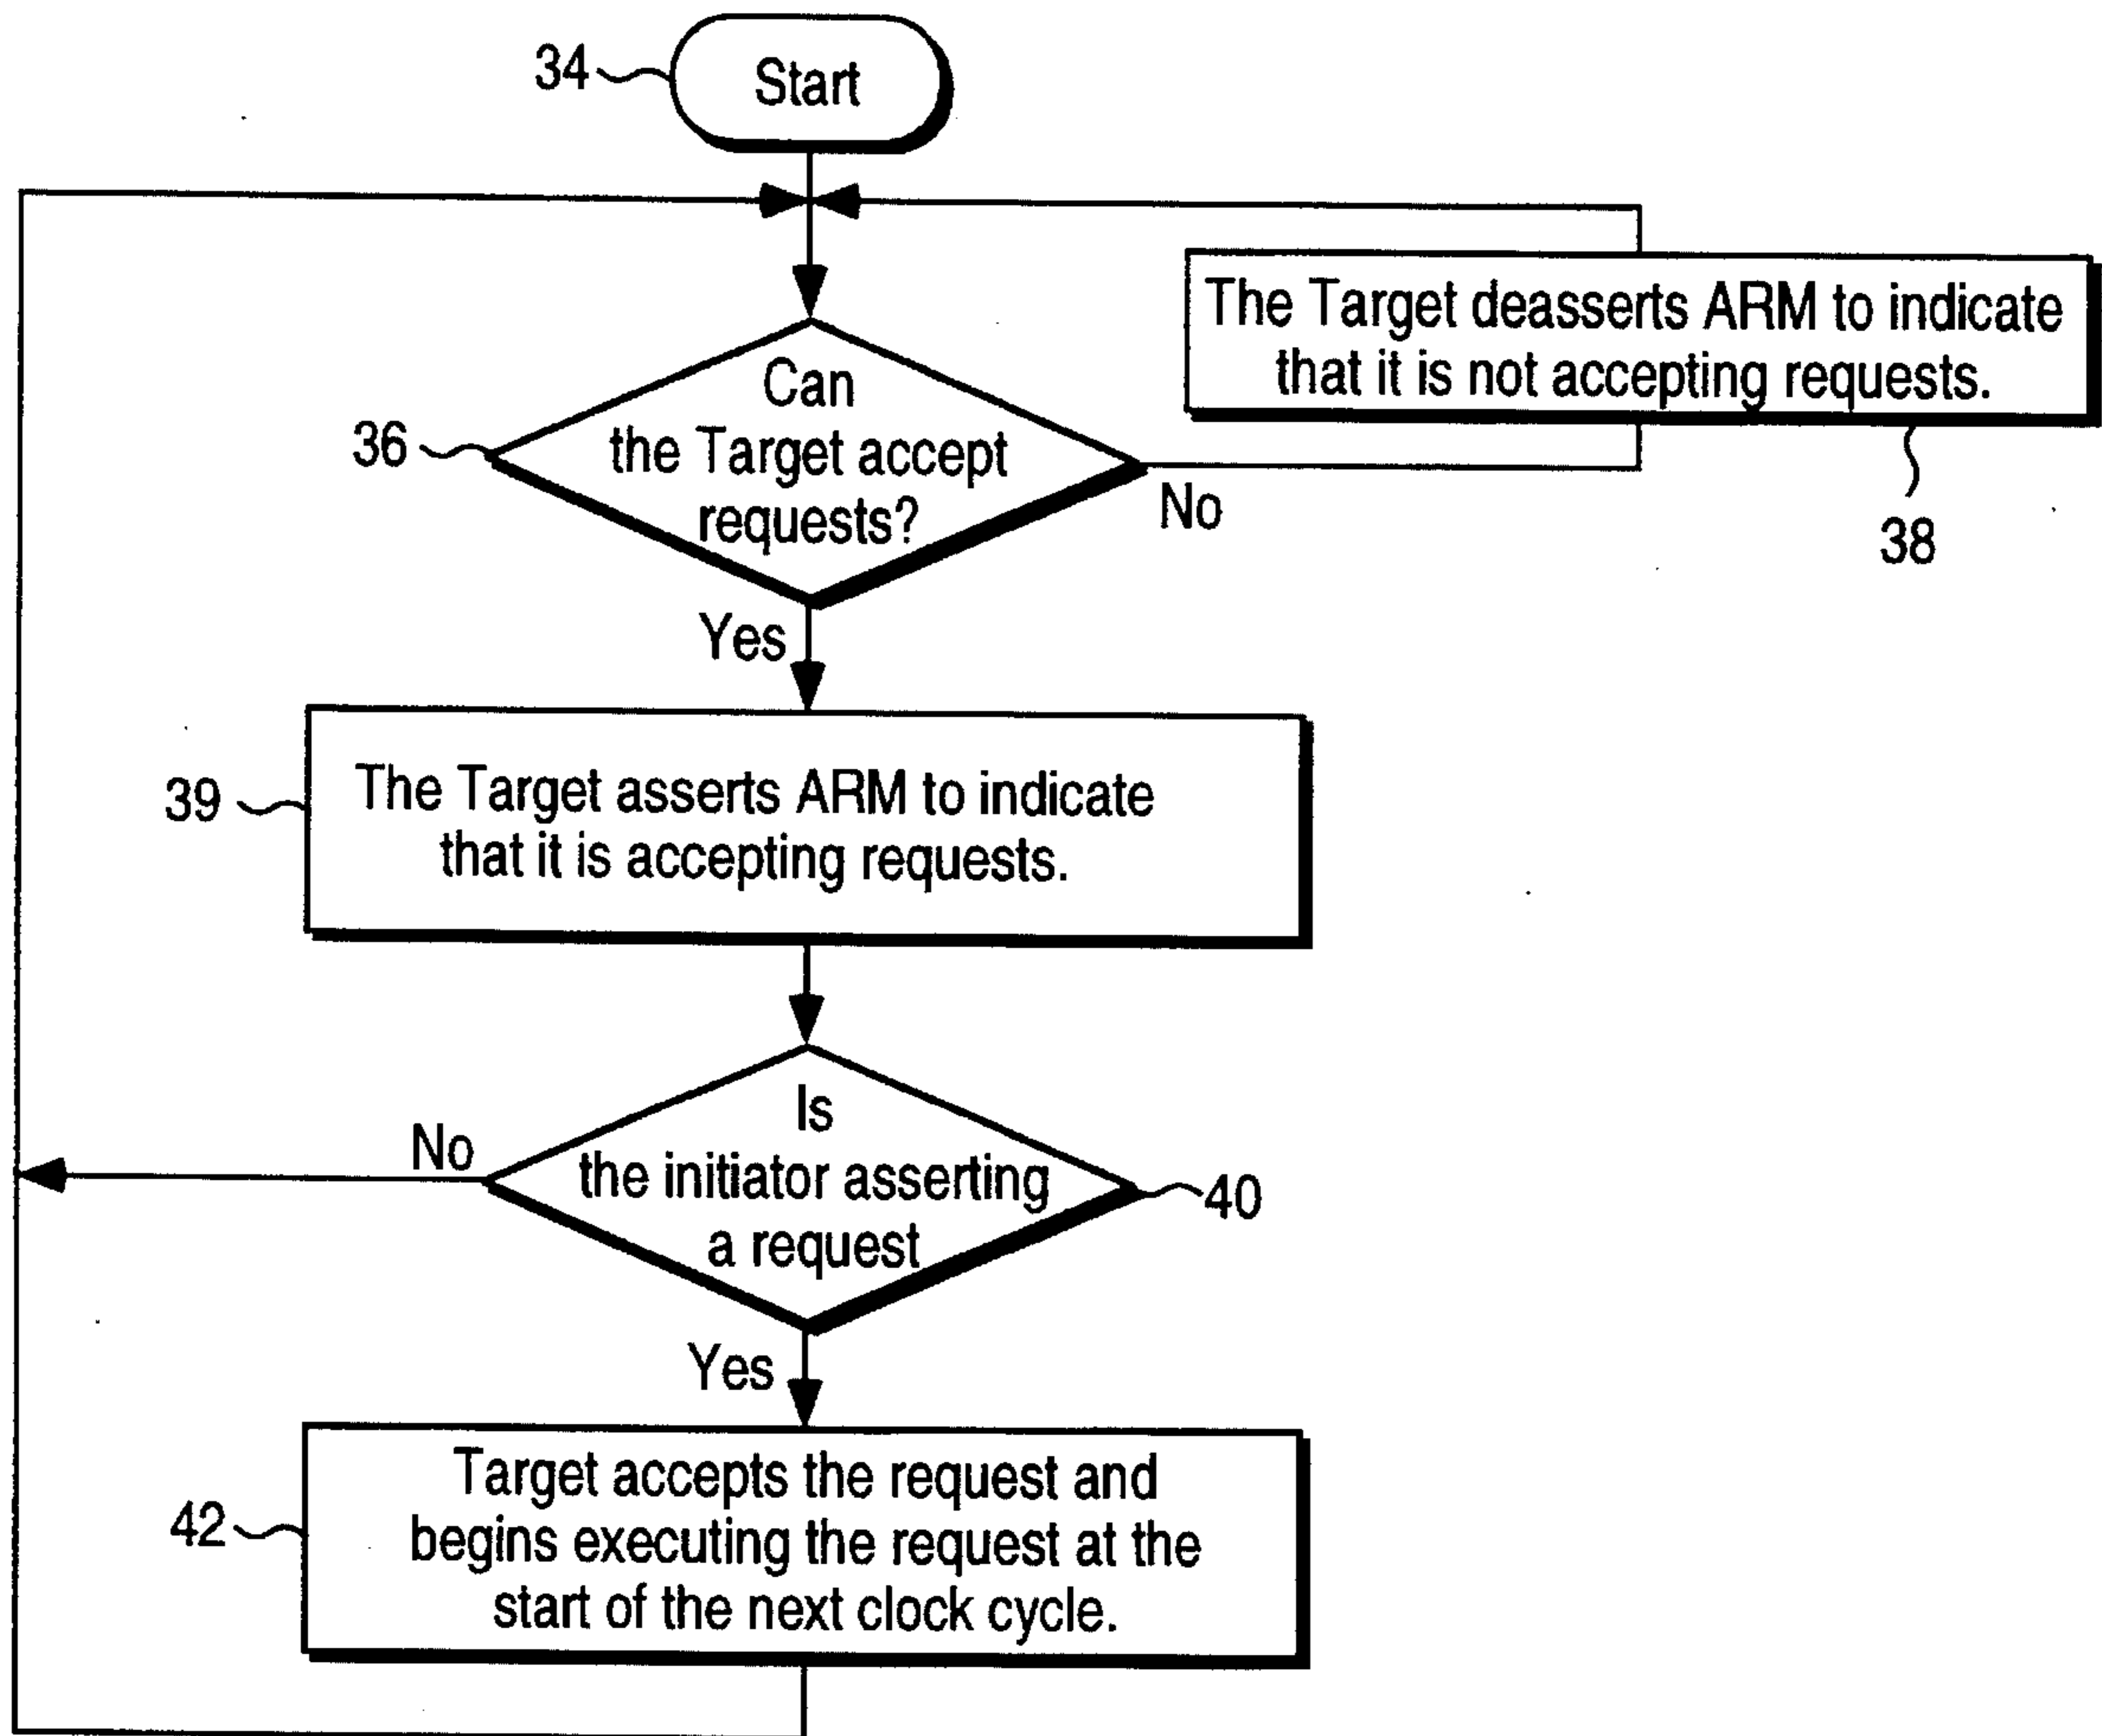 34
Start
The Target deasserts ARM to indicate
that it is not accepting requests.
38
36
Can
the Target accept
requests?
No
Yes
39
The Target asserts ARM to indicate
that it is accepting requests.
Is
the initiator asserting
a request
No
40
Yes
42
Target accepts the request and
begins executing the request at the
start of the next clock cycle.